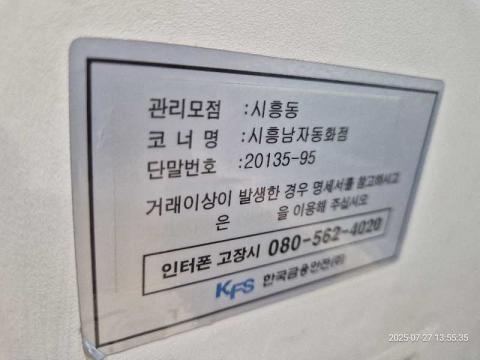 관리모점 :시흥동
코 너 명 :시흥남자동화점
단말번호 :20135-95
거래이상이 발생한 경우 명세서를 참고하시고
은 을 이용해 주십시오
인터폰 고장시 080-562-4020
KFS 한국금융안전(주)
2025-07-27 13:55:35